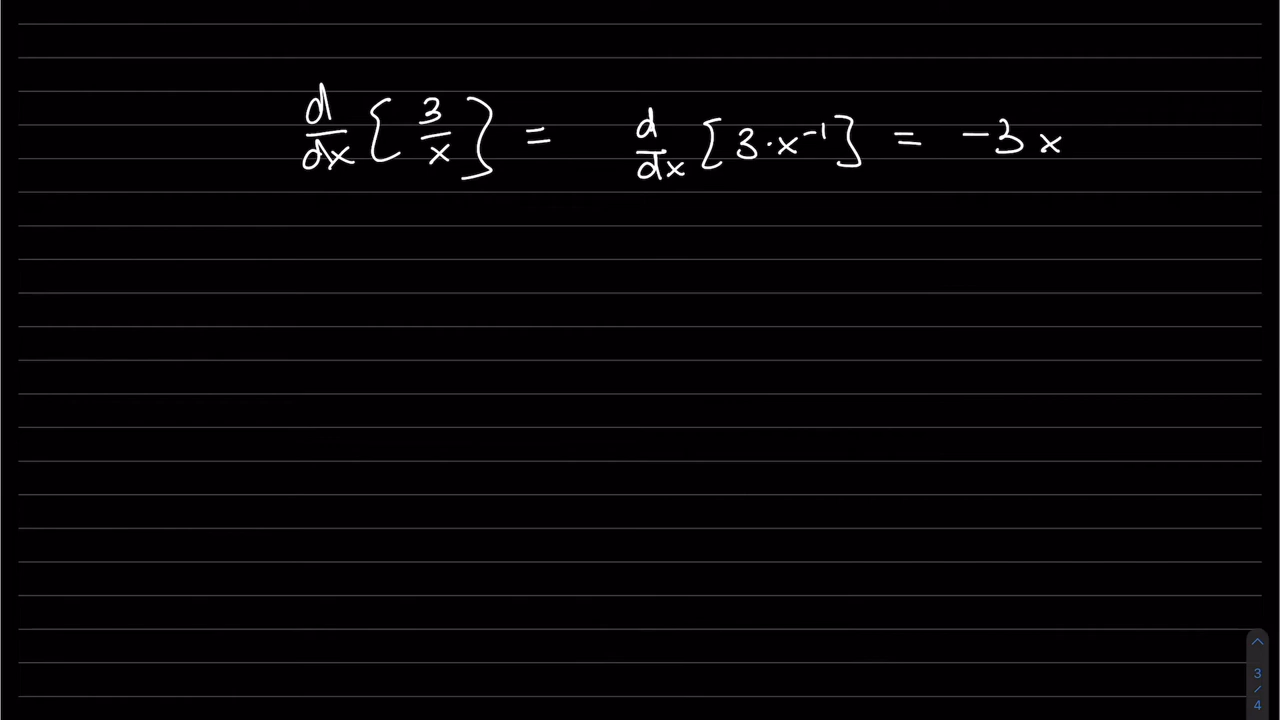 d/dx [3/x] = d/dx [3·x⁻¹] = -3x
3/4